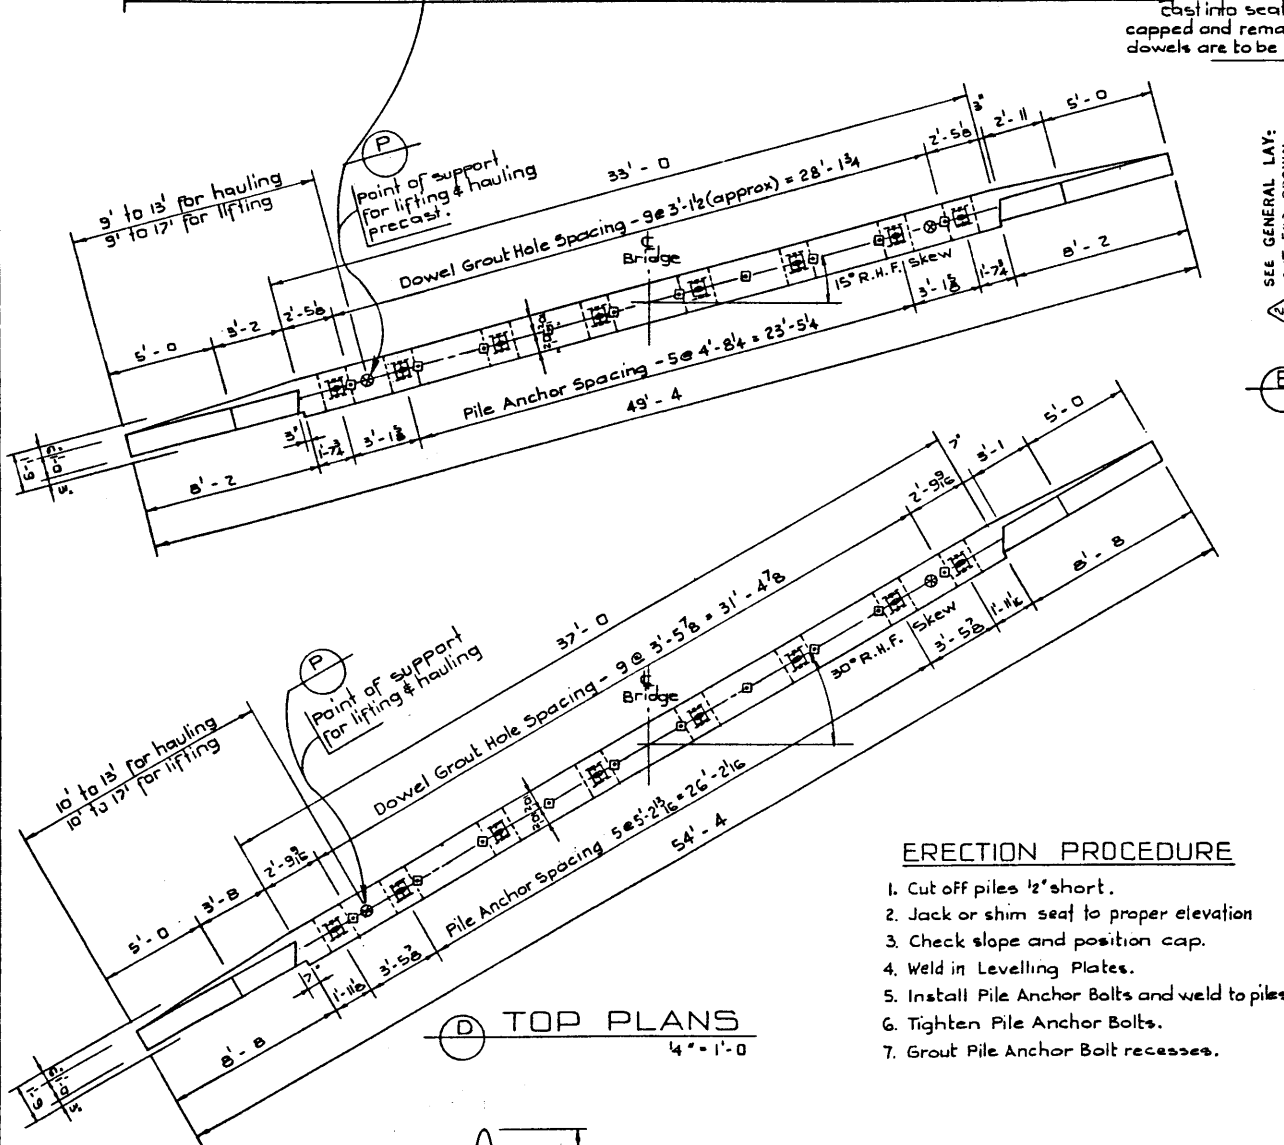 cast into seat
capped and rema
dowels are to be
9' to 13' for hauling
9' to 17' for lifting
P
Point of support
for lifting & hauling
precast.
33' - 0
3"
2' - 11
5' - 0
2' - 5⅛
Dowel Grout Hole Spacing - 9@ 3'-1½ (approx) = 28' - 1¾
℄
Bridge
15° R.H.F. Skew
5' - 0
3' - 2
2' - 5⅛
3' - 1⅝
1' - 7¾
8' - 2
Pile Anchor Spacing - 5@ 4'-8¼ = 23'-5¼
49' - 4
3"
1'-7¾
3' - 1⅝
8' - 2
SEE GENERAL LAY:
2
E
10' to 13' for hauling
10' to 17' for lifting
P
Point of support
for lifting & hauling
37' - 0
7"
3' - 1
5' - 0
2' - 9 9/16
Dowel Grout Hole Spacing - 9 @ 3' - 5⅞ = 31' - 4⅞
℄
Bridge
30° R.H.F. Skew
5' - 0
3' - 8
2' - 9 9/16
3' - 5⅞
8' - 8
Pile Anchor Spacing 5@5'-2 13/16 = 26' - 2 1/16
54' - 4
7"
3' - 5⅞
8' - 8
D TOP PLANS
¼" = 1'-0
ERECTION PROCEDURE
1. Cut off piles ½" short.
2. Jack or shim seat to proper elevation
3. Check slope and position cap.
4. Weld in Levelling Plates.
5. Install Pile Anchor Bolts and weld to piles
6. Tighten Pile Anchor Bolts.
7. Grout Pile Anchor Bolt recesses.